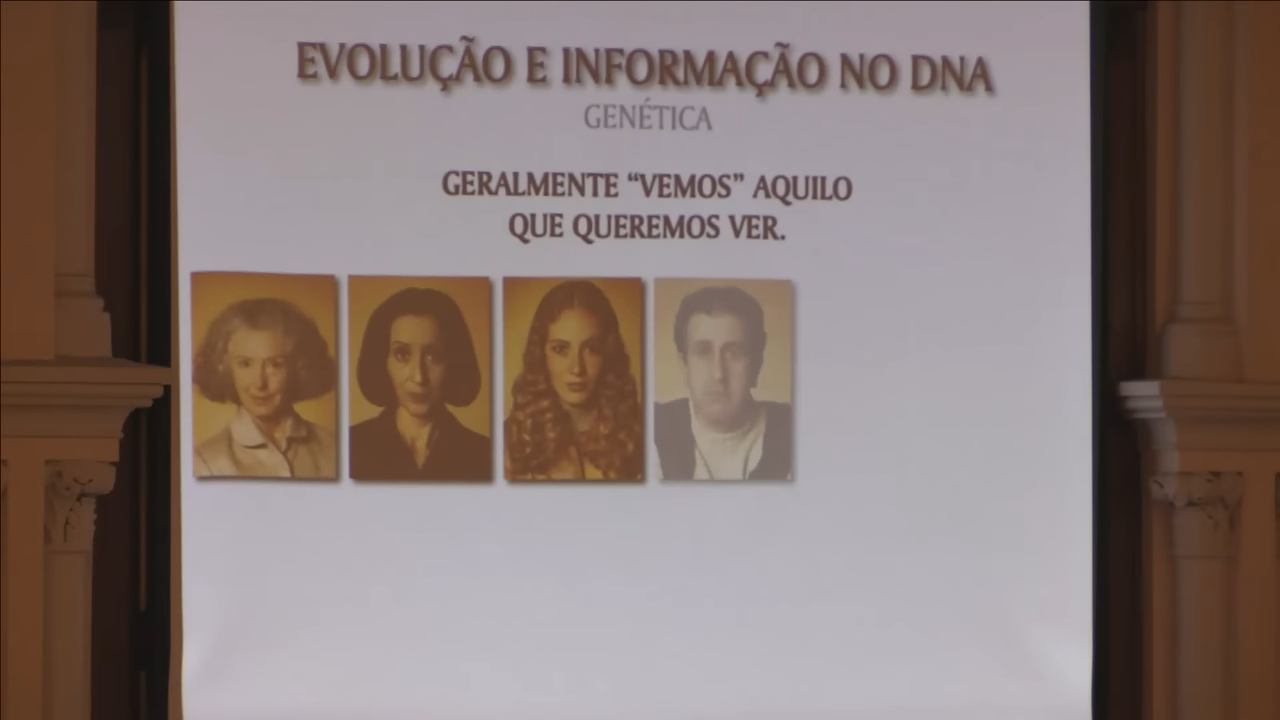 EVOLUÇÃO E INFORMAÇÃO NO DNA
GENÉTICA
GERALMENTE “VEMOS” AQUILO
QUE QUEREMOS VER.